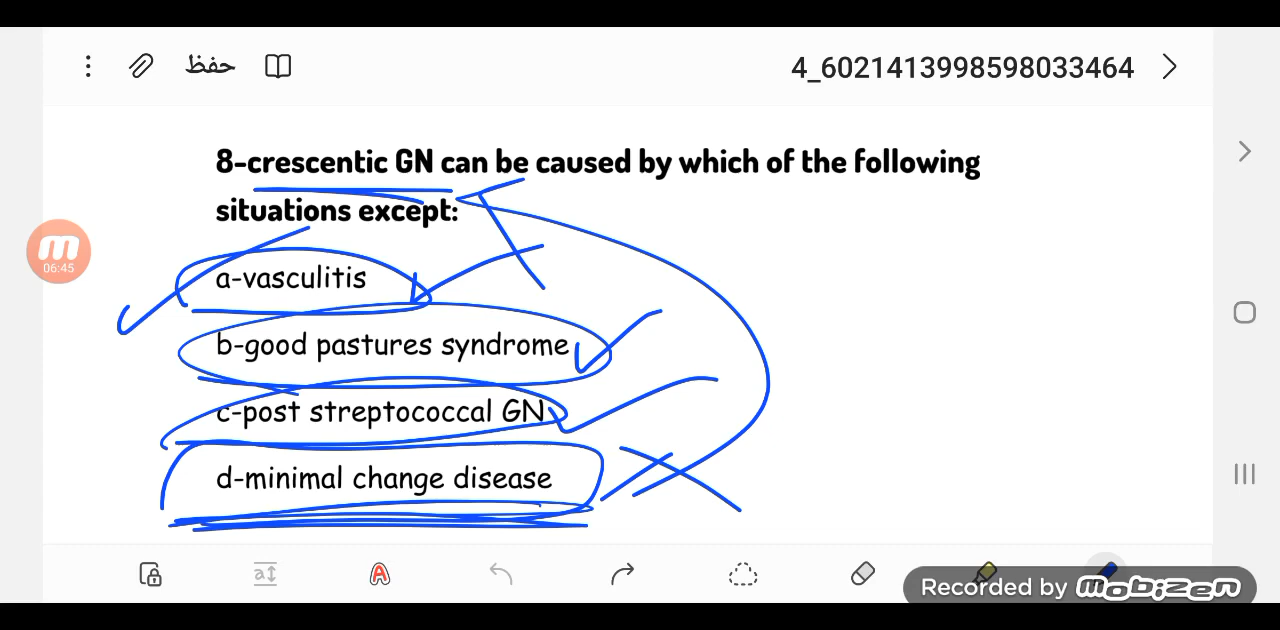 حفظ
4_6021413998598033464
8-crescentic GN can be caused by which of the following
situations except:
06:45
a-vasculitis
b-good pastures syndrome
c-post streptococcal GN
d-minimal change disease
Recorded by mobizen